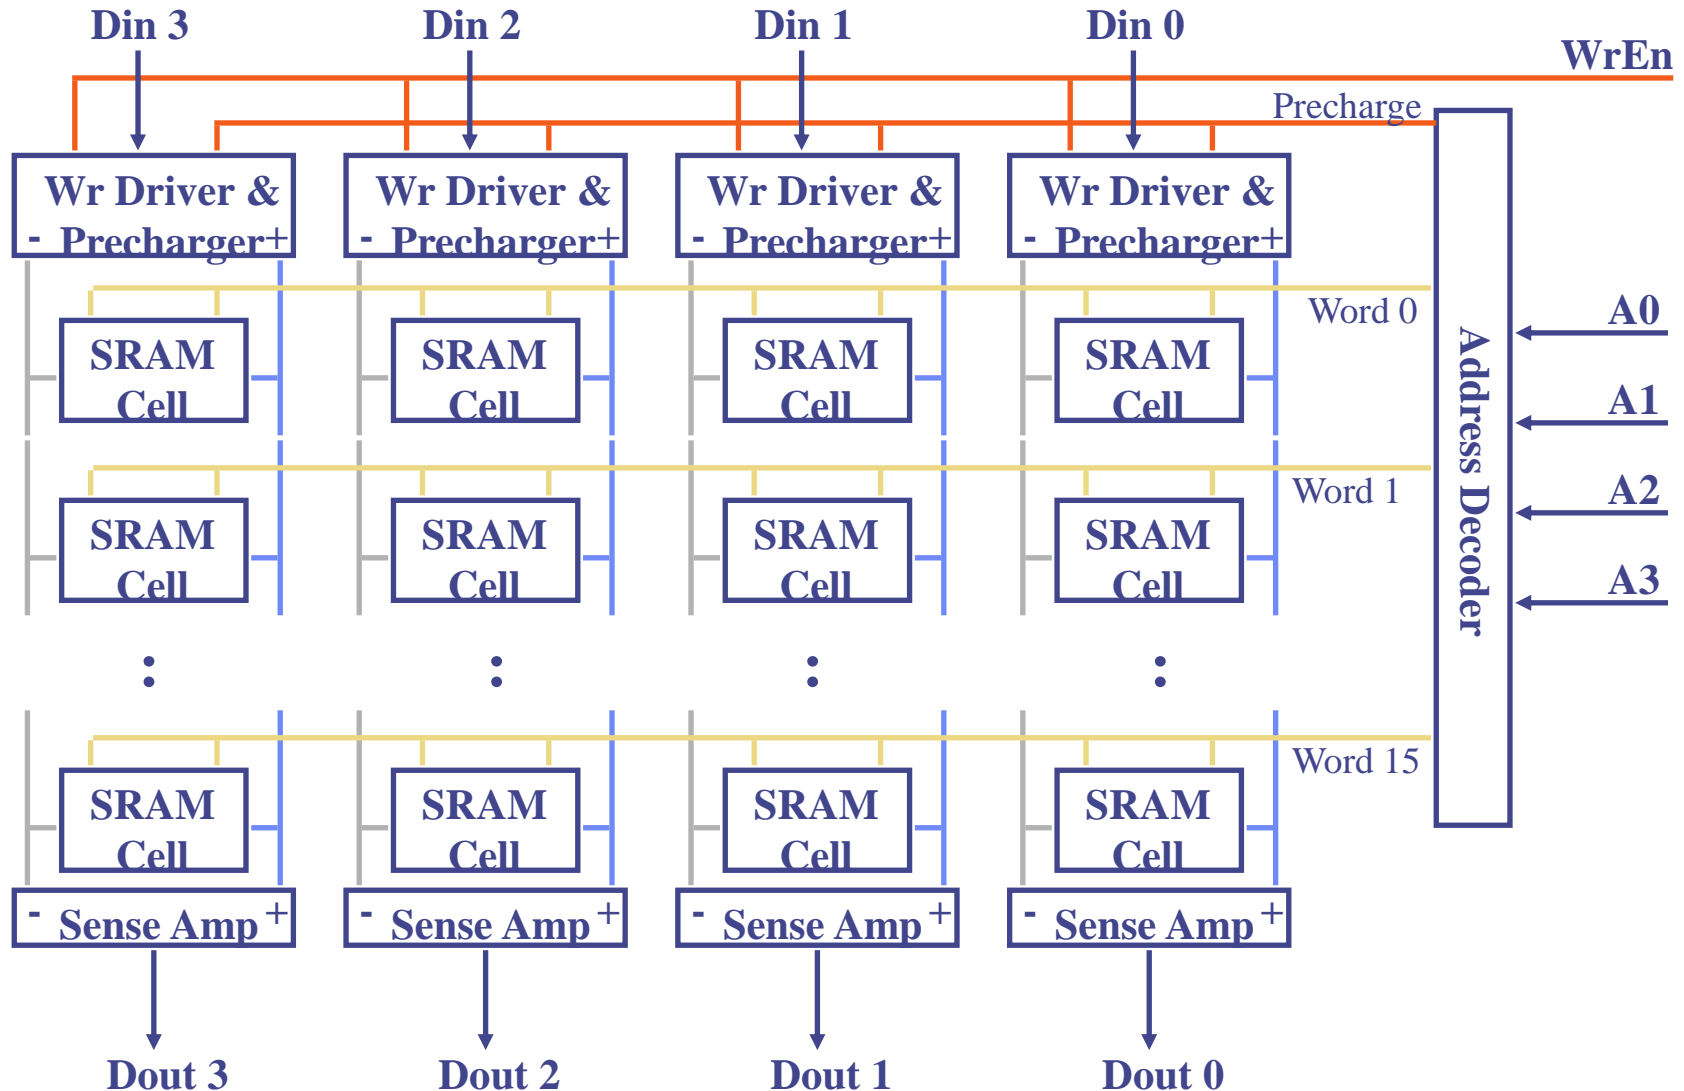 Din 3 Din 2 Din 1 Din 0
WrEn
Precharge
Wr Driver & Wr Driver & Wr Driver & Wr Driver &
- Precharger+ - Precharger+ - Precharger+ - Precharger+
Word 0
A0
SRAM SRAM SRAM SRAM
Cell Cell Cell Cell
A1
Address Decoder
Word 1
A2
SRAM SRAM SRAM SRAM
Cell Cell Cell Cell
A3
: : : :
Word 15
SRAM SRAM SRAM SRAM
Cell Cell Cell Cell
- Sense Amp + - Sense Amp + - Sense Amp + - Sense Amp +
Dout 3 Dout 2 Dout 1 Dout 0